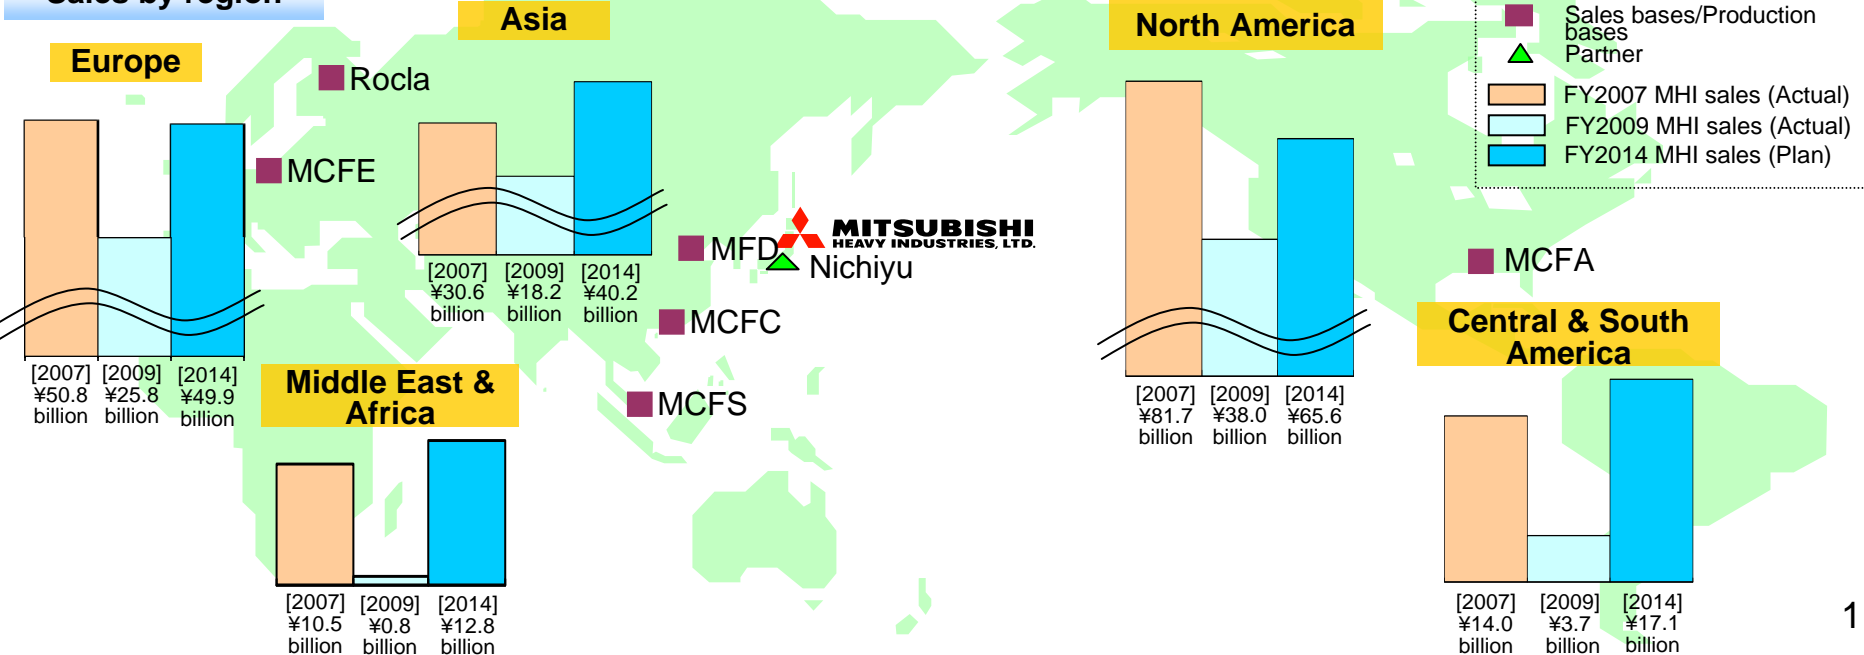 Sales by region
Europe
Asia
North America
Sales bases/Production
bases
Partner
FY2007 MHI sales (Actual)
FY2009 MHI sales (Actual)
FY2014 MHI sales (Plan)
Rocla
MCFE
[2007] [2009] [2014]
¥30.6 ¥18.2 ¥40.2
billion billion billion
MFD
MITSUBISHI
HEAVY INDUSTRIES, LTD.
Nichiyu
MCFC
MCFS
MCFA
[2007] [2009] [2014]
¥50.8 ¥25.8 ¥49.9
billion billion billion
Middle East &
Africa
[2007] [2009] [2014]
¥10.5 ¥0.8 ¥12.8
billion billion billion
[2007] [2009] [2014]
¥81.7 ¥38.0 ¥65.6
billion billion billion
Central & South
America
[2007] [2009] [2014]
¥14.0 ¥3.7 ¥17.1
billion billion billion
1